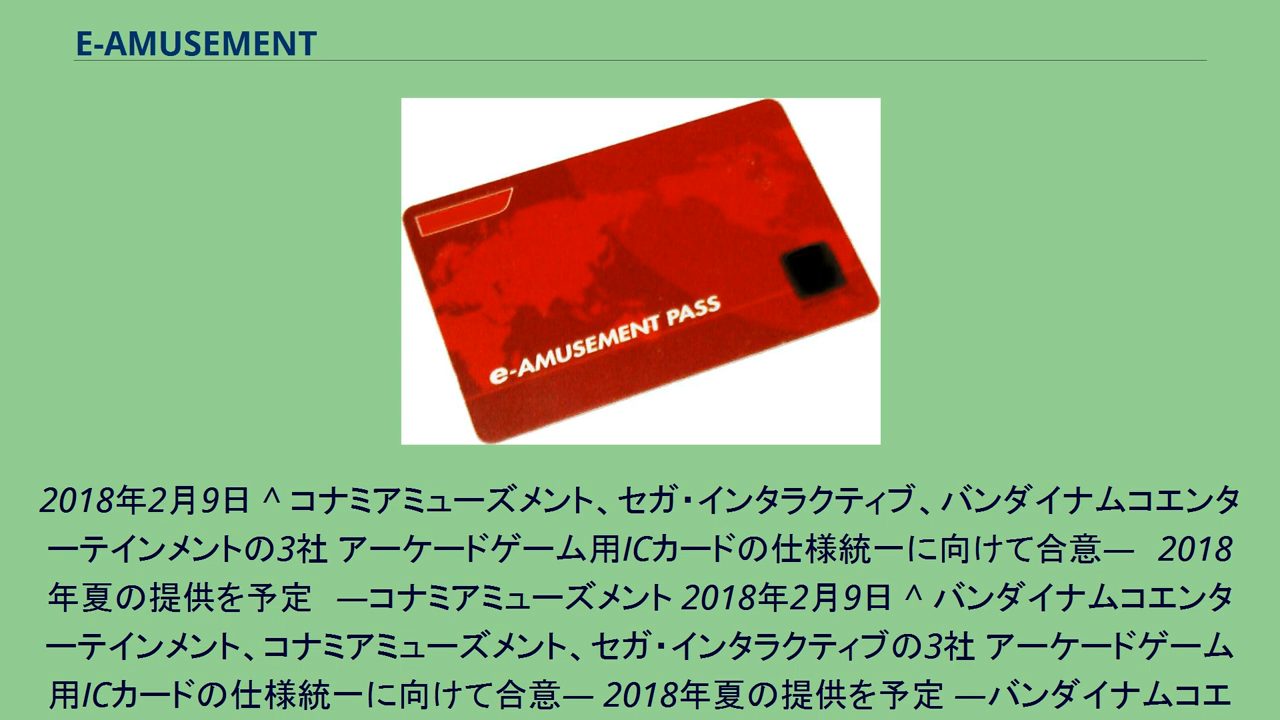 E-AMUSEMENT
e-AMUSEMENT PASS
2018年2月9日 ^ コナミアミューズメント、セガ・インタラクティブ、バンダイナムコエンタ
ーテインメントの3社 アーケードゲーム用ICカードの仕様統一に向けて合意― 2018
年夏の提供を予定 ―コナミアミューズメント 2018年2月9日 ^ バンダイナムコエンタ
ーテインメント、コナミアミューズメント、セガ・インタラクティブの3社 アーケードゲーム
用ICカードの仕様統一に向けて合意― 2018年夏の提供を予定 ―バンダイナムコエ